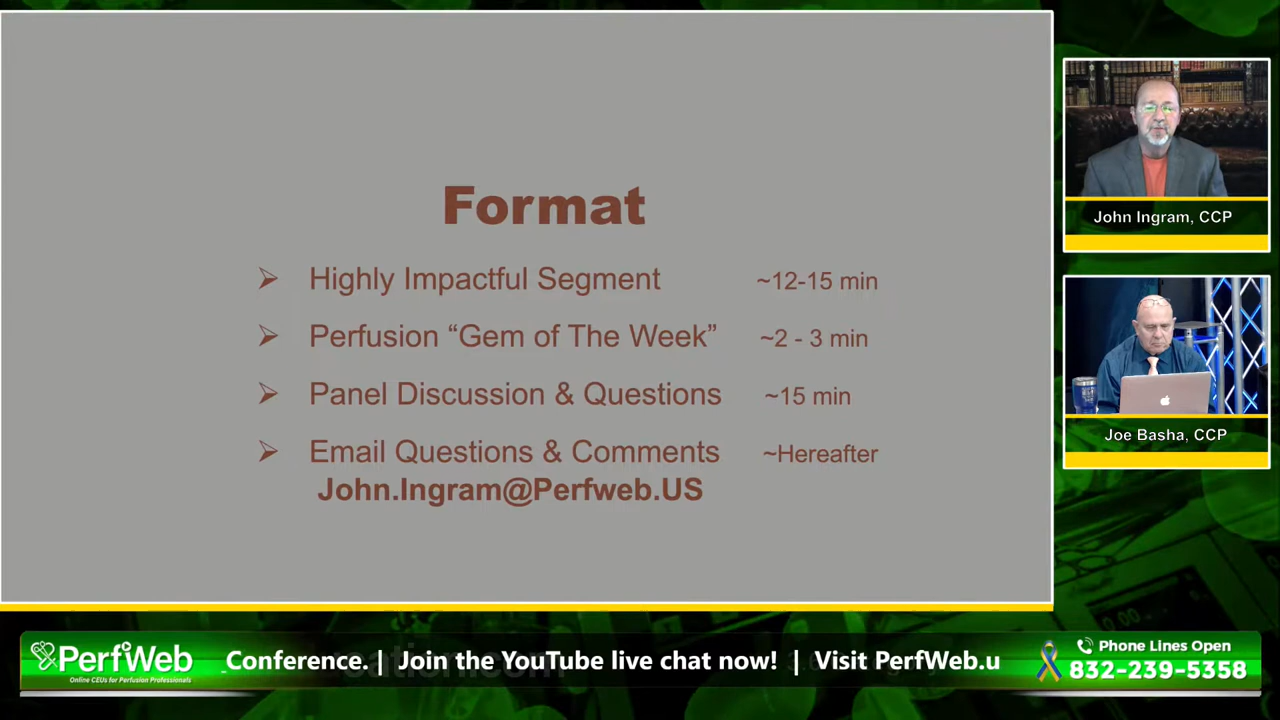 Format
➢ Highly Impactful Segment ~12-15 min
➢ Perfusion “Gem of The Week” ~2 - 3 min
➢ Panel Discussion & Questions ~15 min
➢ Email Questions & Comments ~Hereafter
John.Ingram@Perfweb.US
John Ingram, CCP
Joe Basha, CCP
PerfWeb
Online CEUs for Perfusion Professionals
Conference. | Join the YouTube live chat now! | Visit PerfWeb.u
Phone Lines Open
832-239-5358